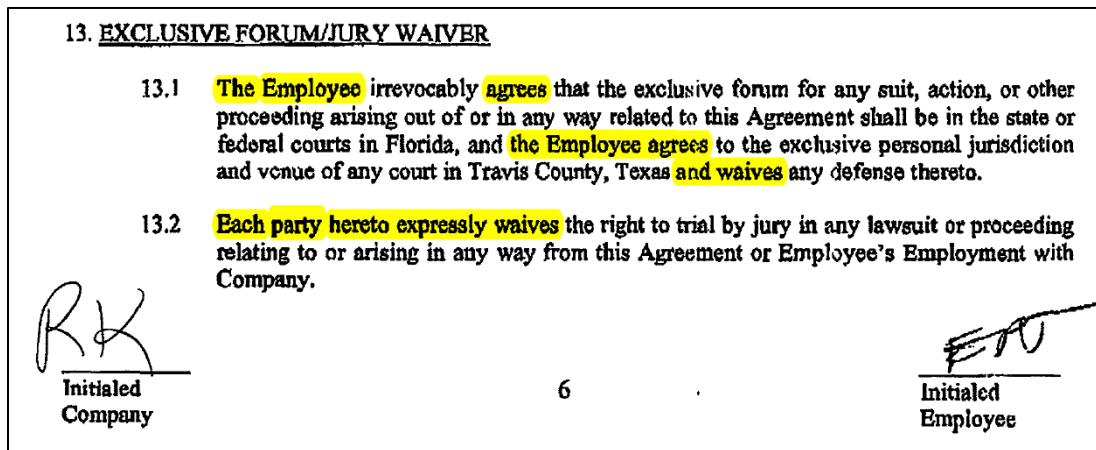 13. EXCLUSIVE FORUM/JURY WAIVER
13.1 The Employee irrevocably agrees that the exclusive forum for any suit, action, or other
proceeding arising out of or in any way related to this Agreement shall be in the state or
federal courts in Florida, and the Employee agrees to the exclusive personal jurisdiction
and venue of any court in Travis County, Texas and waives any defense thereto.
13.2 Each party hereto expressly waives the right to trial by jury in any lawsuit or proceeding
relating to or arising in any way from this Agreement or Employee's Employment with
Company.
RK
Initialed
Company
6
Initialed
Employee